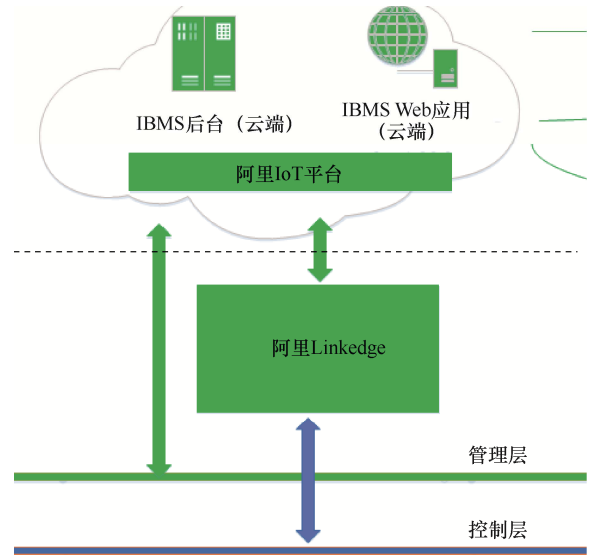 IBMS后台（云端）
IBMS Web应用
（云端）
阿里IoT平台
阿里Linkedge
管理层
控制层